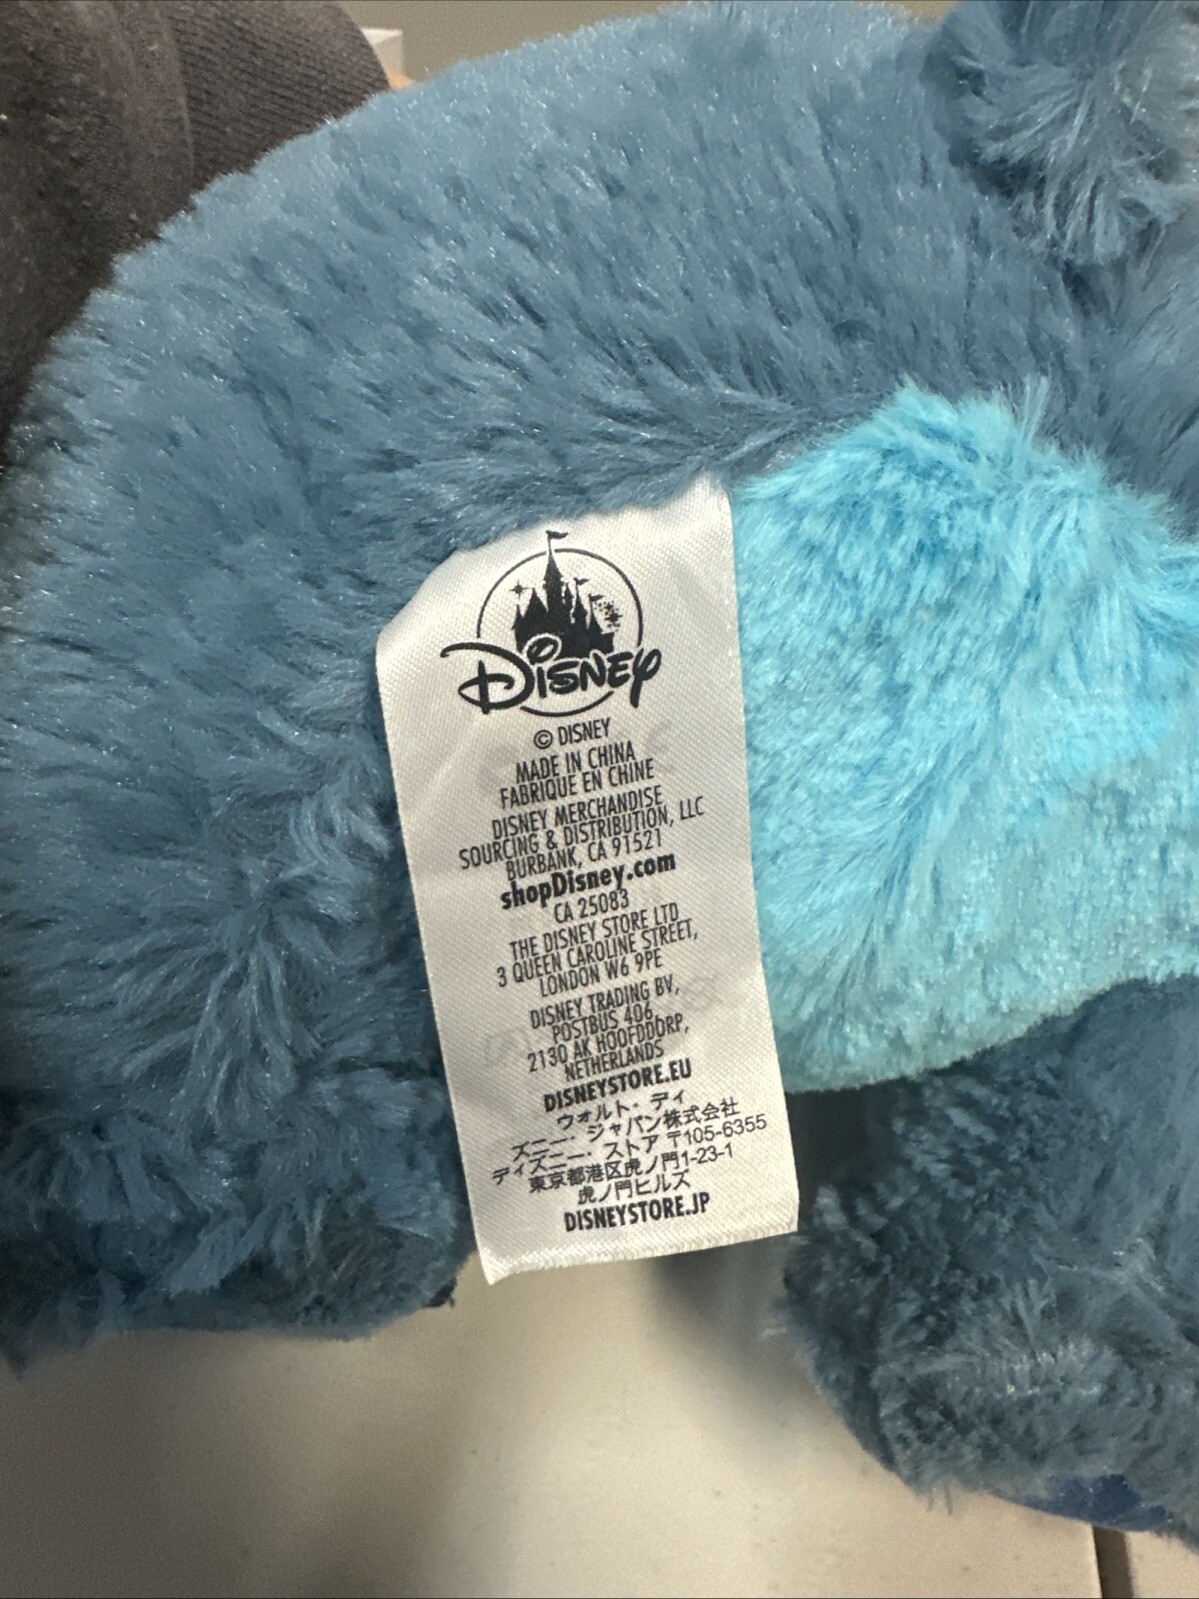 DISNEY
© DISNEY
MADE IN CHINA
FABRIQUE EN CHINE
DISNEY MERCHANDISE
SOURCING & DISTRIBUTION, LLC
BURBANK, CA 91521
shopDisney.com
CA 25083
THE DISNEY STORE LTD
3 QUEEN CAROLINE STREET,
LONDON W6 9PE
DISNEY TRADING BV,
POSTBUS 406,
2130 AK HOOFDDORP,
NETHERLANDS
DISNEYSTORE.EU
ウォルト・ディ
ズニー・ジャパン株式会社
ディズニー・ストア 〒105-6355
東京都港区虎ノ門1-23-1
虎ノ門ヒルズ
DISNEYSTORE.JP